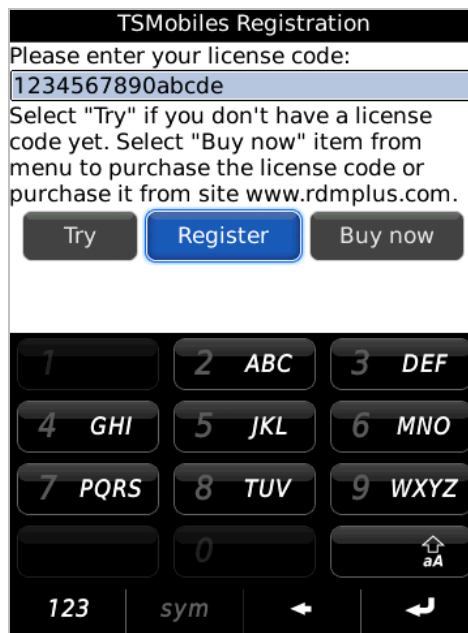 TSMobiles Registration
Please enter your license code:
1234567890abcde
Select "Try" if you don't have a license
code yet. Select "Buy now" item from
menu to purchase the license code or
purchase it from site www.rdmplus.com.
Try Register Buy now
1 2 ABC 3 DEF
4 GHI 5 JKL 6 MNO
7 PQRS 8 TUV 9 WXYZ
0 aA
123 sym